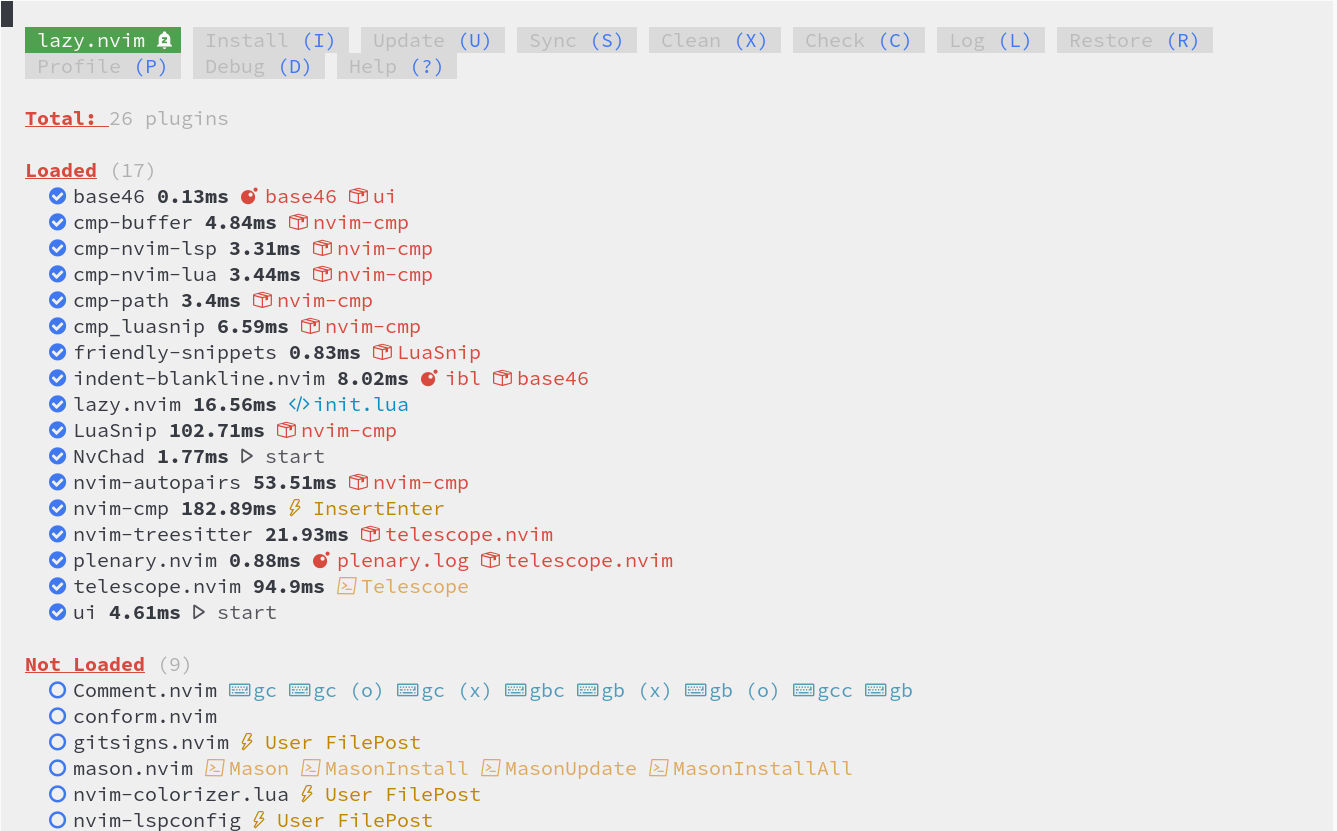 lazy.nvim Install (I) Update (U) Sync (S) Clean (X) Check (C) Log (L) Restore (R)
Profile (P) Debug (D) Help (?)
Total: 26 plugins
Loaded (17)
base46 0.13ms base46 ui
cmp-buffer 4.84ms nvim-cmp
cmp-nvim-lsp 3.31ms nvim-cmp
cmp-nvim-lua 3.44ms nvim-cmp
cmp-path 3.4ms nvim-cmp
cmp_luasnip 6.59ms nvim-cmp
friendly-snippets 0.83ms LuaSnip
indent-blankline.nvim 8.02ms ibl base46
lazy.nvim 16.56ms init.lua
LuaSnip 102.71ms nvim-cmp
NvChad 1.77ms start
nvim-autopairs 53.51ms nvim-cmp
nvim-cmp 182.89ms InsertEnter
nvim-treesitter 21.93ms telescope.nvim
plenary.nvim 0.88ms plenary.log telescope.nvim
telescope.nvim 94.9ms Telescope
ui 4.61ms start
Not Loaded (9)
Comment.nvim gc gc (o) gc (x) gbc gb (x) gb (o) gcc gb
conform.nvim
gitsigns.nvim User FilePost
mason.nvim Mason MasonInstall MasonUpdate MasonInstallAll
nvim-colorizer.lua User FilePost
nvim-lspconfig User FilePost